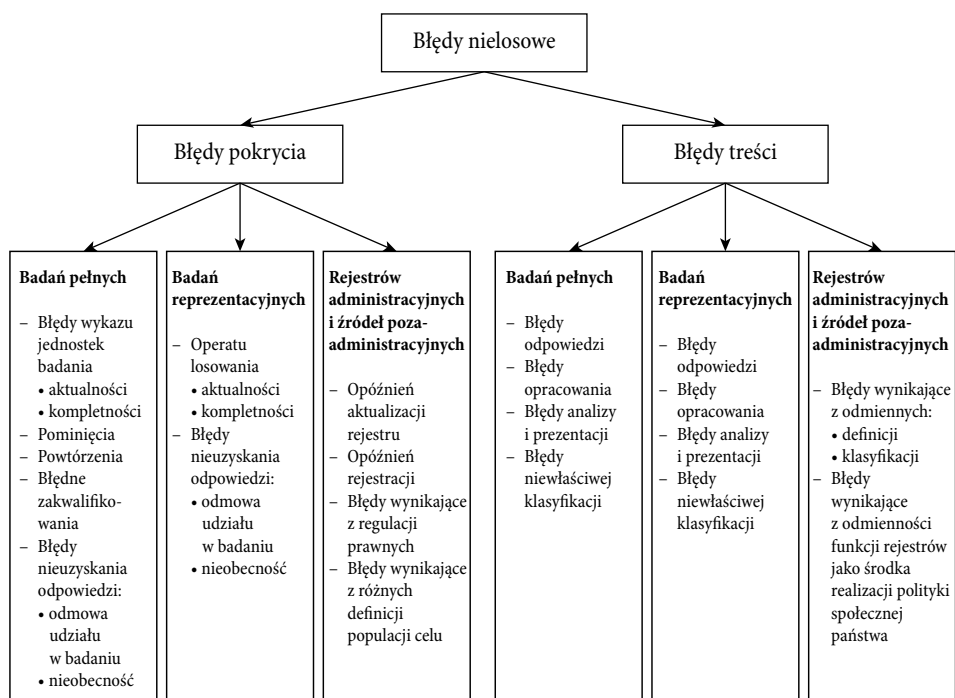 Błędy nielosowe
Błędy pokrycia
Błędy treści
Badań pełnych
– Błędy wykazu
jednostek
badania
• aktualności
• kompletności
– Pominięcia
– Powtórzenia
– Błędne
zakwalifiko-
wania
– Błędy
nieuzyskania
odpowiedzi:
• odmowa
udziału
w badaniu
• nieobecność
Badań
reprezentacyjnych
– Operatu
losowania
• aktualności
• kompletności
– Błędy
nieuzyskania
odpowiedzi:
• odmowa
udziału
w badaniu
• nieobecność
Rejestrów
administracyjnych
i źródeł poza-
administracyjnych
– Opóźnień
aktualizacji
rejestru
– Opóźnień
rejestracji
– Błędy wynikające
z regulacji
prawnych
– Błędy wynikające
z różnych
definicji
populacji celu
Badań pełnych
– Błędy
odpowiedzi
– Błędy
opracowania
– Błędy analizy
i prezentacji
– Błędy
niewłaściwej
klasyfikacji
Badań
reprezentacyjnych
– Błędy
odpowiedzi
– Błędy
opracowania
– Błędy analizy
i prezentacji
– Błędy
niewłaściwej
klasyfikacji
Rejestrów
administracyjnych
i źródeł poza-
administracyjnych
– Błędy wynikające
z odmiennych:
• definicji
• klasyfikacji
– Błędy
wynikające
z odmienności
funkcji rejestrów
jako środka
realizacji polityki
społecznej
państwa